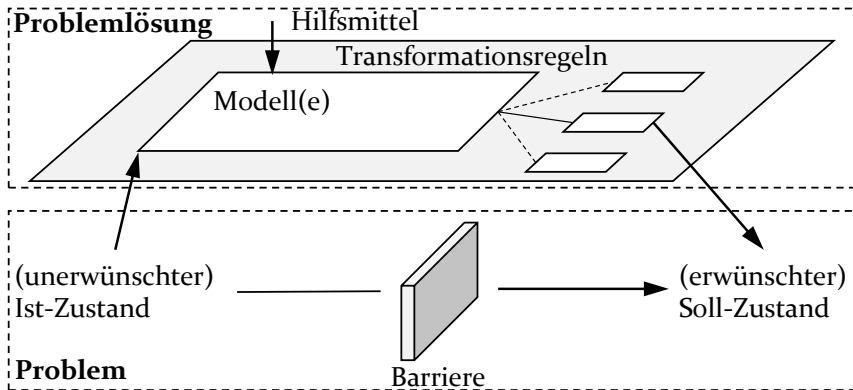 Problemlösung
Hilfsmittel
Transformationsregeln
Modell(e)
(unerwünschter)
Ist-Zustand
(erwünschter)
Soll-Zustand
Barriere
Problem